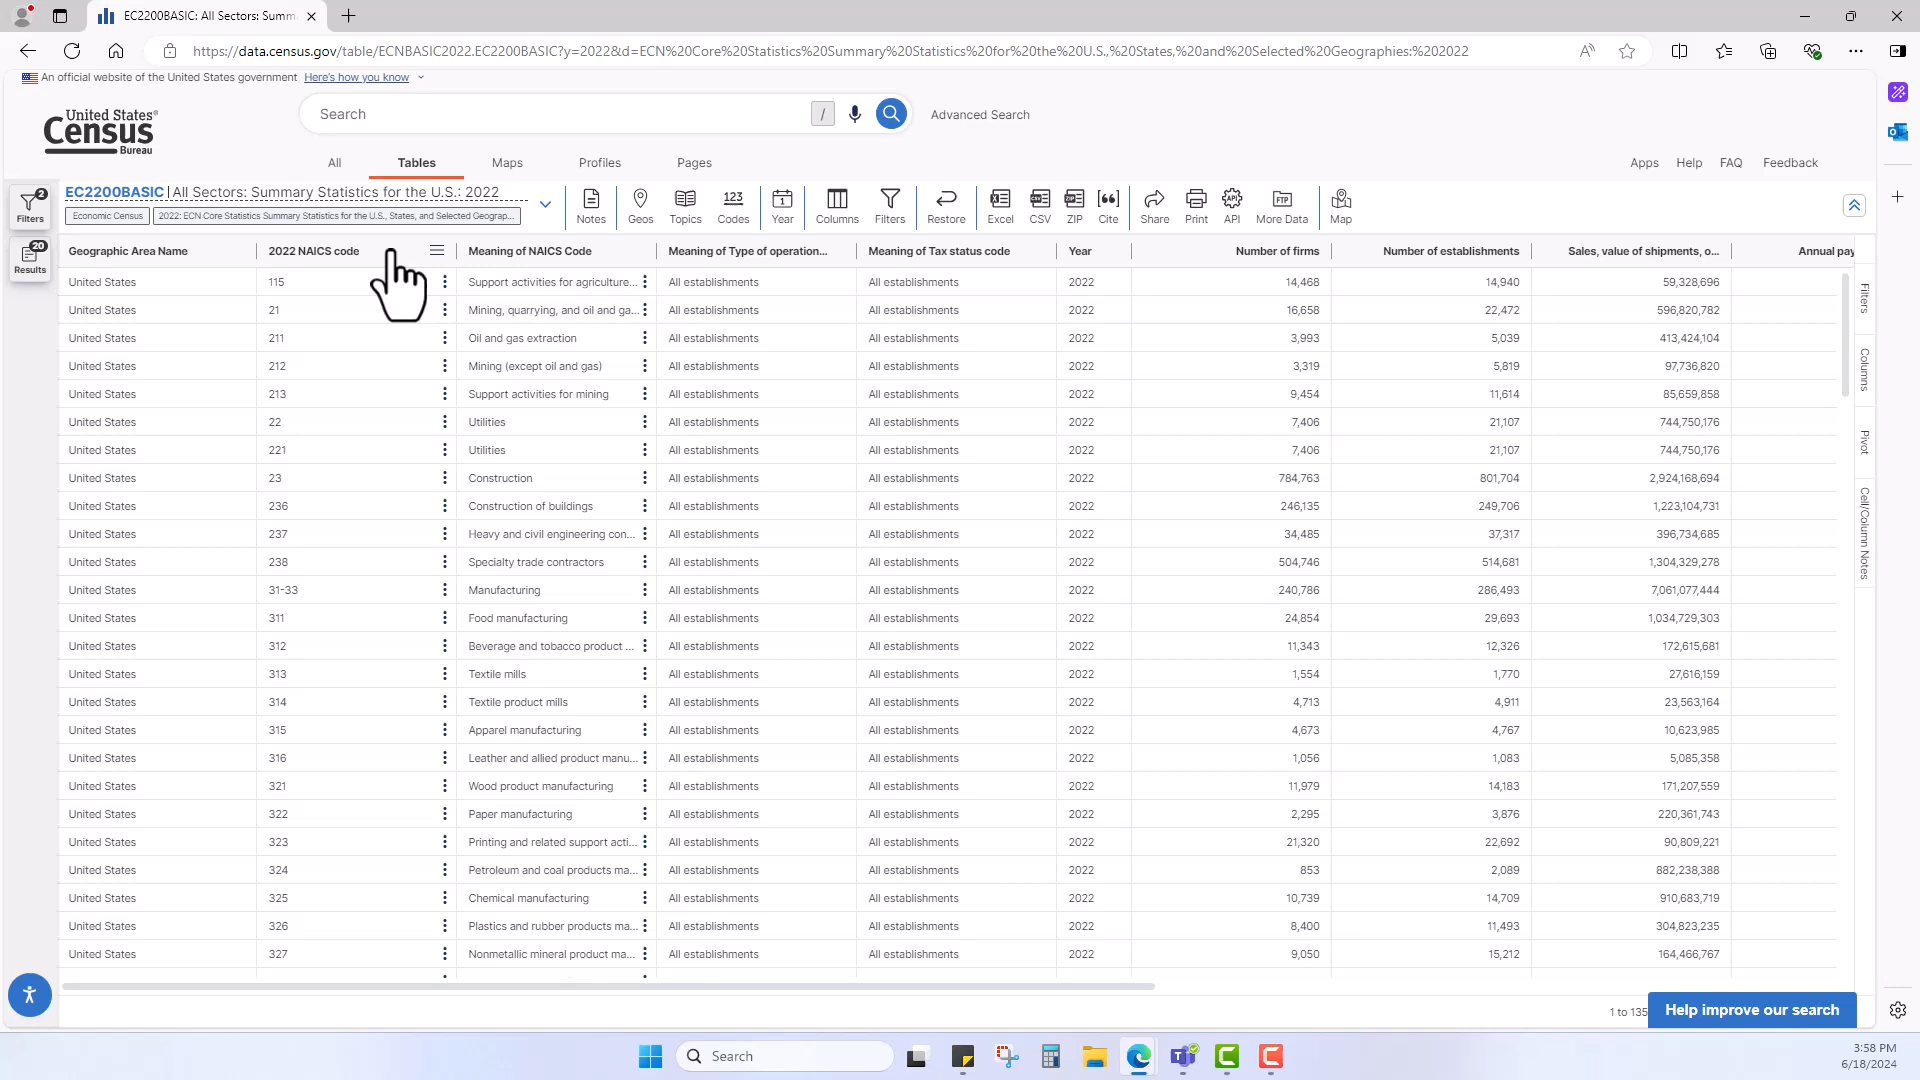 EC2200BASIC: All Sectors: Summ
https://data.census.gov/table/ECNBASIC2022.EC2200BASIC?y=2022&d=ECN%20Core%20Statistics%20Summary%20Statistics%20for%20the%20U.S.,%20States,%20and%20Selected%20Geographies:%202022
An official website of the United States government Here's how you know
United States®
Census
Bureau
Search / Advanced Search
All Tables Maps Profiles Pages Apps Help FAQ Feedback
2
Filters
20
Results
EC2200BASIC | All Sectors: Summary Statistics for the U.S.: 2022
Economic Census 2022: ECN Core Statistics Summary Statistics for the U.S., States, and Selected Geograp...
Notes Geos Topics 123 Codes 1 Year Columns Filters Restore Excel CSV ZIP Cite Share API Print API FTP More Data Map
Geographic Area Name 2022 NAICS code Meaning of NAICS Code Meaning of Type of operation... Meaning of Tax status code Year Number of firms Number of establishments Sales, value of shipments, o... Annual pay
United States 115 Support activities for agriculture... All establishments All establishments 2022 14,468 14,940 59,328,696
United States 21 Mining, quarrying, and oil and ga... All establishments All establishments 2022 16,658 22,472 596,820,782
United States 211 Oil and gas extraction All establishments All establishments 2022 3,993 5,039 413,424,104
United States 212 Mining (except oil and gas) All establishments All establishments 2022 3,319 5,819 97,736,820
United States 213 Support activities for mining All establishments All establishments 2022 9,454 11,614 85,659,858
United States 22 Utilities All establishments All establishments 2022 7,406 21,107 744,750,176
United States 221 Utilities All establishments All establishments 2022 7,406 21,107 744,750,176
United States 23 Construction All establishments All establishments 2022 784,763 801,704 2,924,168,694
United States 236 Construction of buildings All establishments All establishments 2022 246,135 249,706 1,223,104,731
United States 237 Heavy and civil engineering con... All establishments All establishments 2022 34,485 37,317 396,734,685
United States 238 Specialty trade contractors All establishments All establishments 2022 504,746 514,681 1,304,329,278
United States 31-33 Manufacturing All establishments All establishments 2022 240,786 286,493 7,061,077,444
United States 311 Food manufacturing All establishments All establishments 2022 24,854 29,693 1,034,729,303
United States 312 Beverage and tobacco product ... All establishments All establishments 2022 11,343 12,326 172,615,681
United States 313 Textile mills All establishments All establishments 2022 1,554 1,770 27,616,159
United States 314 Textile product mills All establishments All establishments 2022 4,713 4,911 23,563,164
United States 315 Apparel manufacturing All establishments All establishments 2022 4,673 4,767 10,623,985
United States 316 Leather and allied product manu... All establishments All establishments 2022 1,056 1,083 5,085,358
United States 321 Wood product manufacturing All establishments All establishments 2022 11,979 14,183 171,207,559
United States 322 Paper manufacturing All establishments All establishments 2022 2,295 3,876 220,361,743
United States 323 Printing and related support acti... All establishments All establishments 2022 21,320 22,692 90,809,221
United States 324 Petroleum and coal products ma... All establishments All establishments 2022 853 2,089 882,238,388
United States 325 Chemical manufacturing All establishments All establishments 2022 10,739 14,709 910,683,719
United States 326 Plastics and rubber products ma... All establishments All establishments 2022 8,400 11,493 304,823,235
United States 327 Nonmetallic mineral product ma... All establishments All establishments 2022 9,050 15,212 164,466,767
Filters
Columns
Pivot
Cell/Column Notes
1 to 135 Help improve our search
Search
3:58 PM
6/18/2024